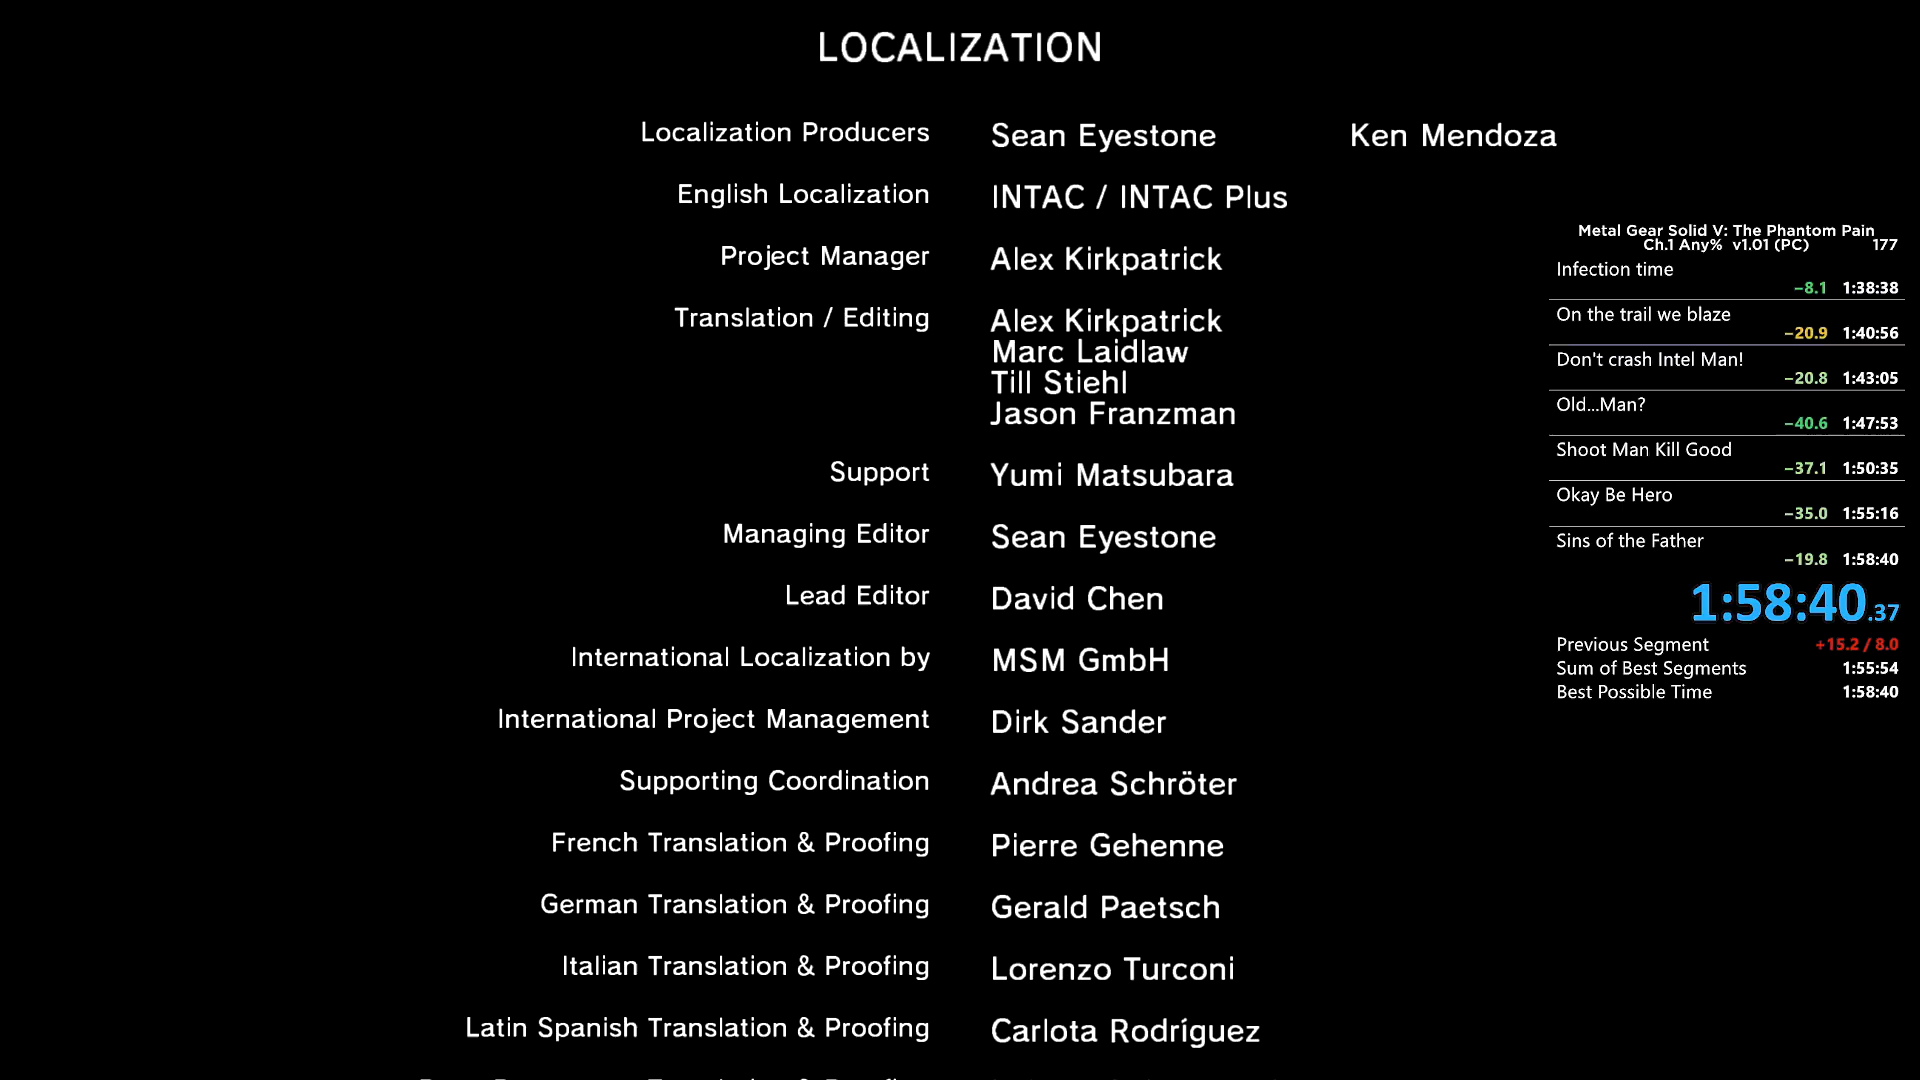 LOCALIZATION
Localization Producers Sean Eyestone Ken Mendoza
English Localization INTAC / INTAC Plus
Project Manager Alex Kirkpatrick
Translation / Editing Alex Kirkpatrick
Marc Laidlaw
Till Stiehl
Jason Franzman
Support Yumi Matsubara
Managing Editor Sean Eyestone
Lead Editor David Chen
International Localization by MSM GmbH
International Project Management Dirk Sander
Supporting Coordination Andrea Schröter
French Translation & Proofing Pierre Gehenne
German Translation & Proofing Gerald Paetsch
Italian Translation & Proofing Lorenzo Turconi
Latin Spanish Translation & Proofing Carlota Rodríguez
Metal Gear Solid V: The Phantom Pain
Ch.1 Any% v1.01 (PC) 177
Infection time
−8.1 1:38:38
On the trail we blaze
−20.9 1:40:56
Don't crash Intel Man!
−20.8 1:43:05
Old...Man?
−40.6 1:47:53
Shoot Man Kill Good
−37.1 1:50:35
Okay Be Hero
−35.0 1:55:16
Sins of the Father
−19.8 1:58:40
1:58:40.37
Previous Segment +15.2 / 8.0
Sum of Best Segments 1:55:54
Best Possible Time 1:58:40